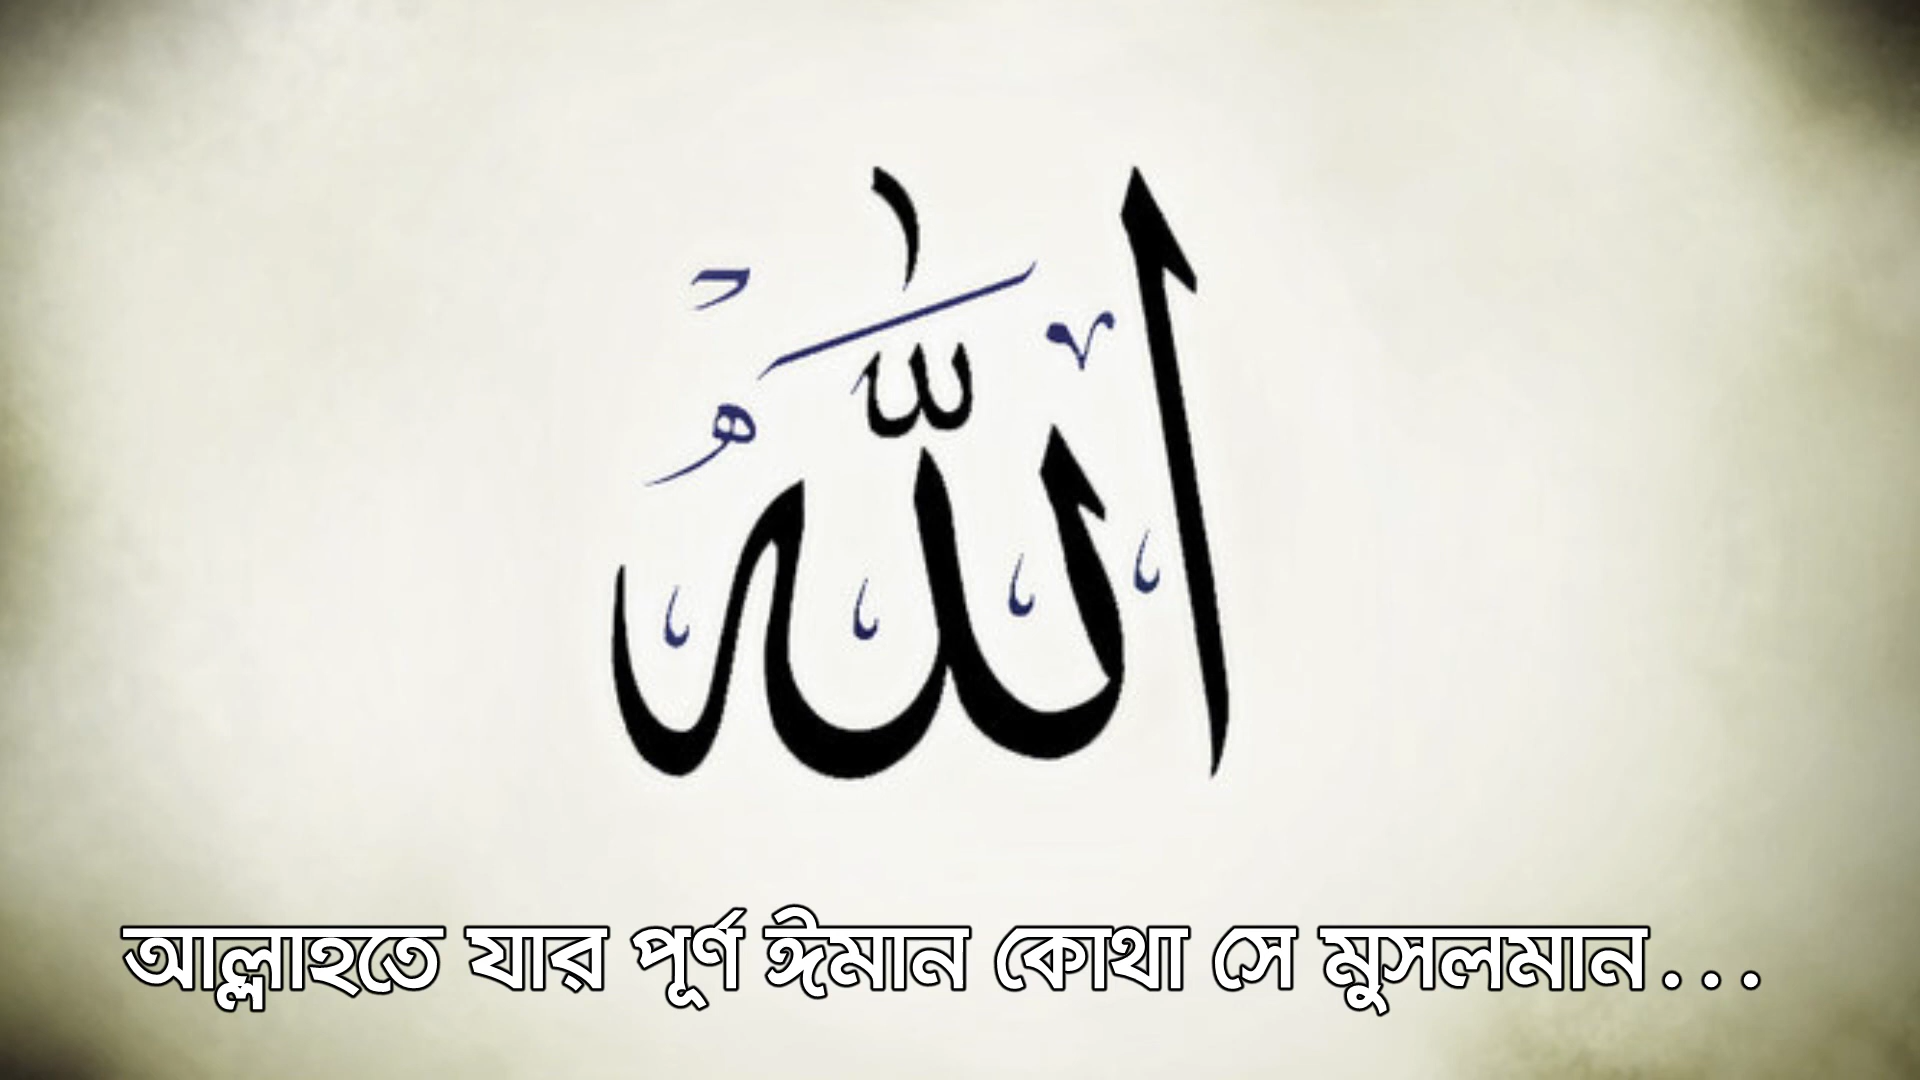 الله
আল্লাহতে যার পূর্ণ ঈমান কোথা সে মুসলমান...